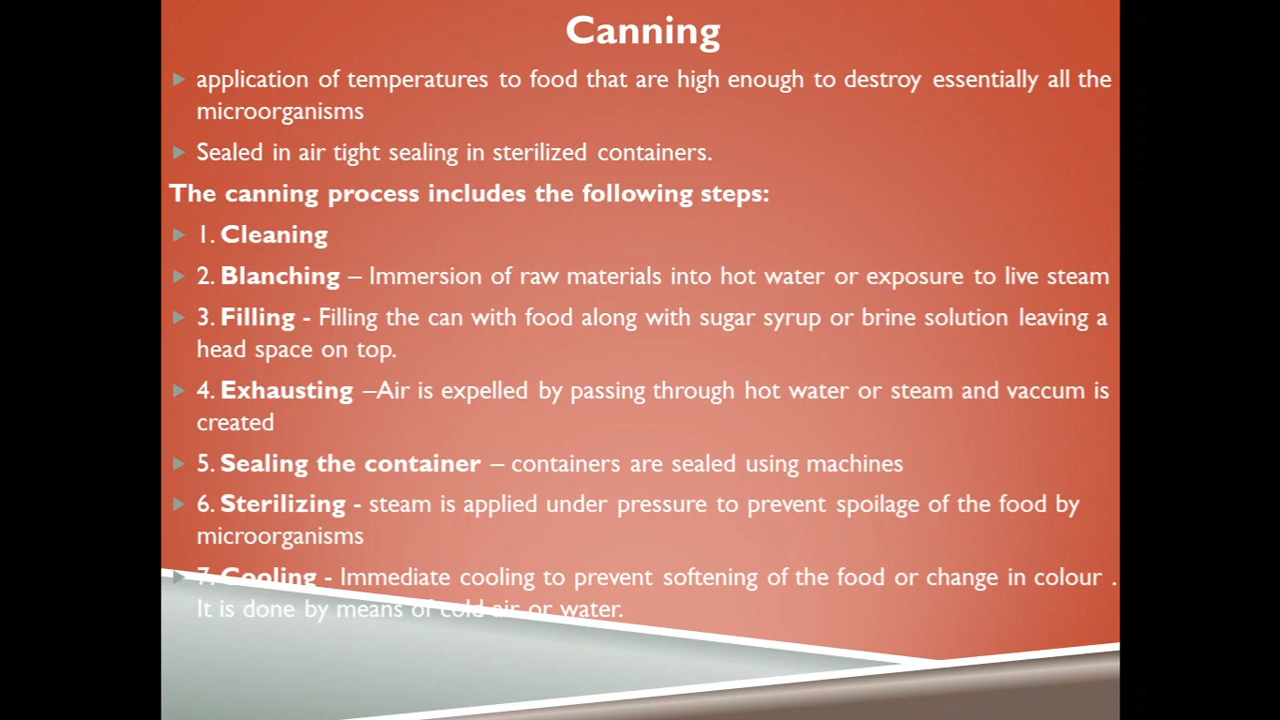 Canning
application of temperatures to food that are high enough to destroy essentially all the
microorganisms
Sealed in air tight sealing in sterilized containers.
The canning process includes the following steps:
1. Cleaning
2. Blanching – Immersion of raw materials into hot water or exposure to live steam
3. Filling - Filling the can with food along with sugar syrup or brine solution leaving a
head space on top.
4. Exhausting –Air is expelled by passing through hot water or steam and vaccum is
created
5. Sealing the container – containers are sealed using machines
6. Sterilizing - steam is applied under pressure to prevent spoilage of the food by
microorganisms
7. Cooling - Immediate cooling to prevent softening of the food or change in colour .
It is done by means of cold air or water.